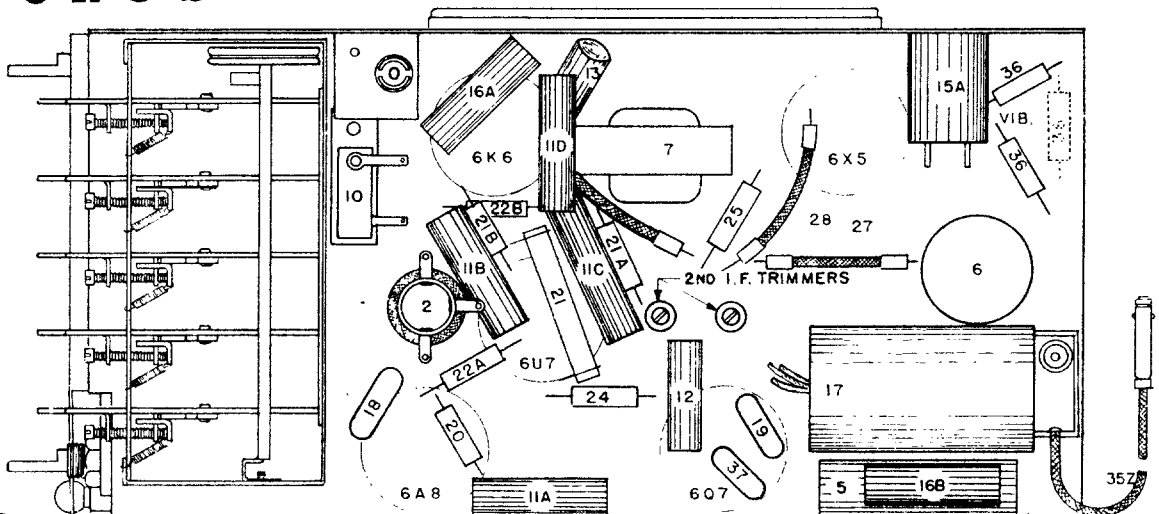 13
15A
36
16A
VIB.
O
7
11D
6K6
6X5
36
10
22B
21B
25
28
27
21A
11B
11C
6
2ND I.F. TRIMMERS
2
21
6U7
22A
17
24
12
18
19
20
37
35Z
5
16B
6A8
11A
6Q7